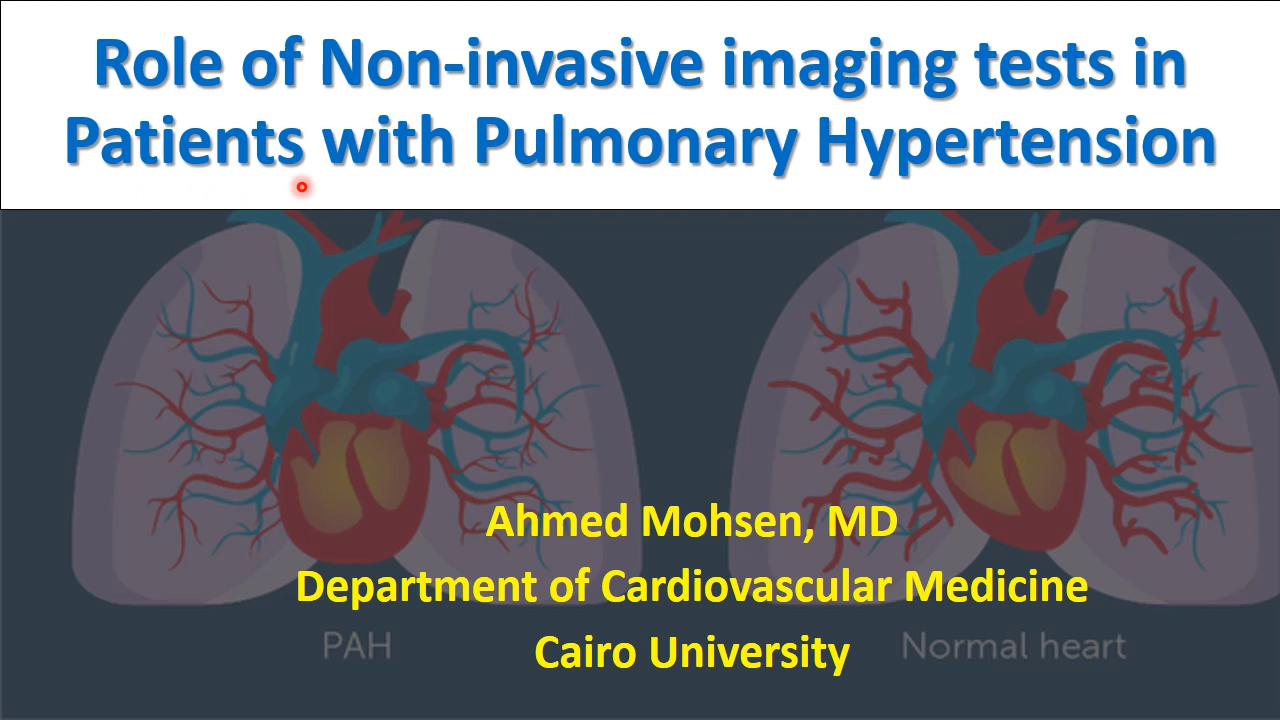 Role of Non-invasive imaging tests in
Patients with Pulmonary Hypertension
Ahmed Mohsen, MD
Department of Cardiovascular Medicine
Cairo University
PAH
Normal heart